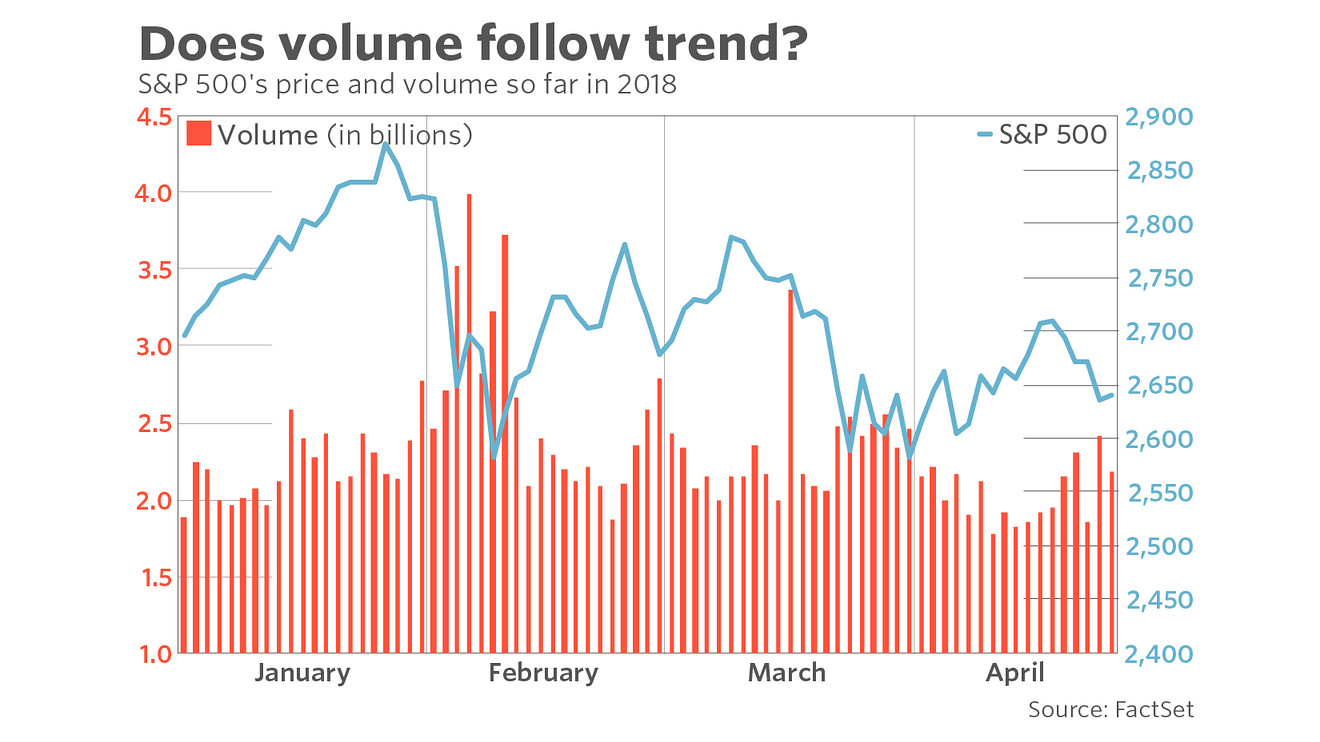 Does volume follow trend?
S&P 500's price and volume so far in 2018
4.5
2,900
Volume (in billions)
S&P 500
2,850
4.0
2,800
3.5
2,750
2,700
3.0
2,650
2.5
2,600
2.0
2,550
2,500
1.5
2,450
1.0
2,400
January
February
March
April
Source: FactSet